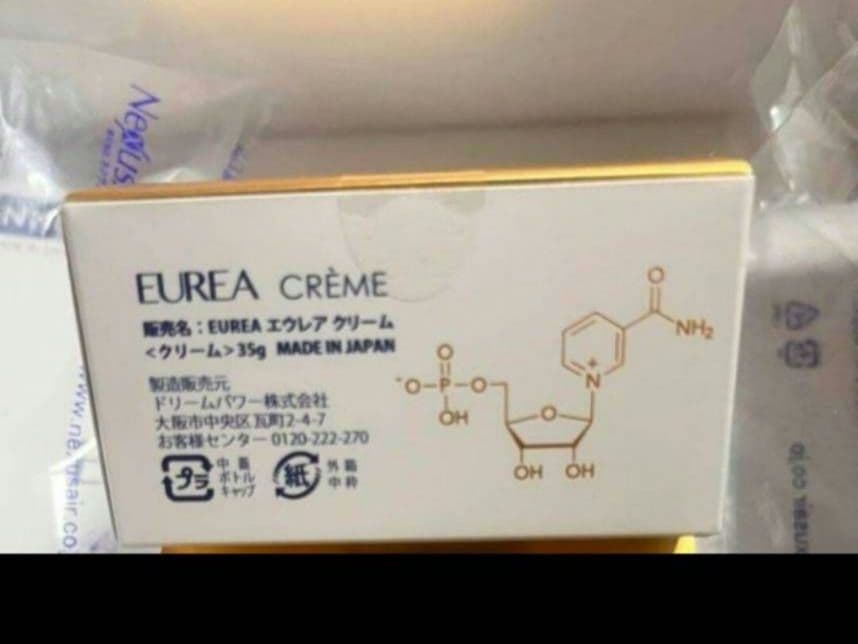 EUREA CRÈME
販売名：EUREA エウレア クリーム
<クリーム>35g MADE IN JAPAN
製造販売元
ドリームパワー株式会社
大阪市中央区瓦町2-4-7
お客様センター 0120-222-270
プラ
中蓋
ボトル
キャップ
紙
外箱
中枠
O
NH₂
N
+
O
-O
P
O
OH
O
OH
OH
Nexus